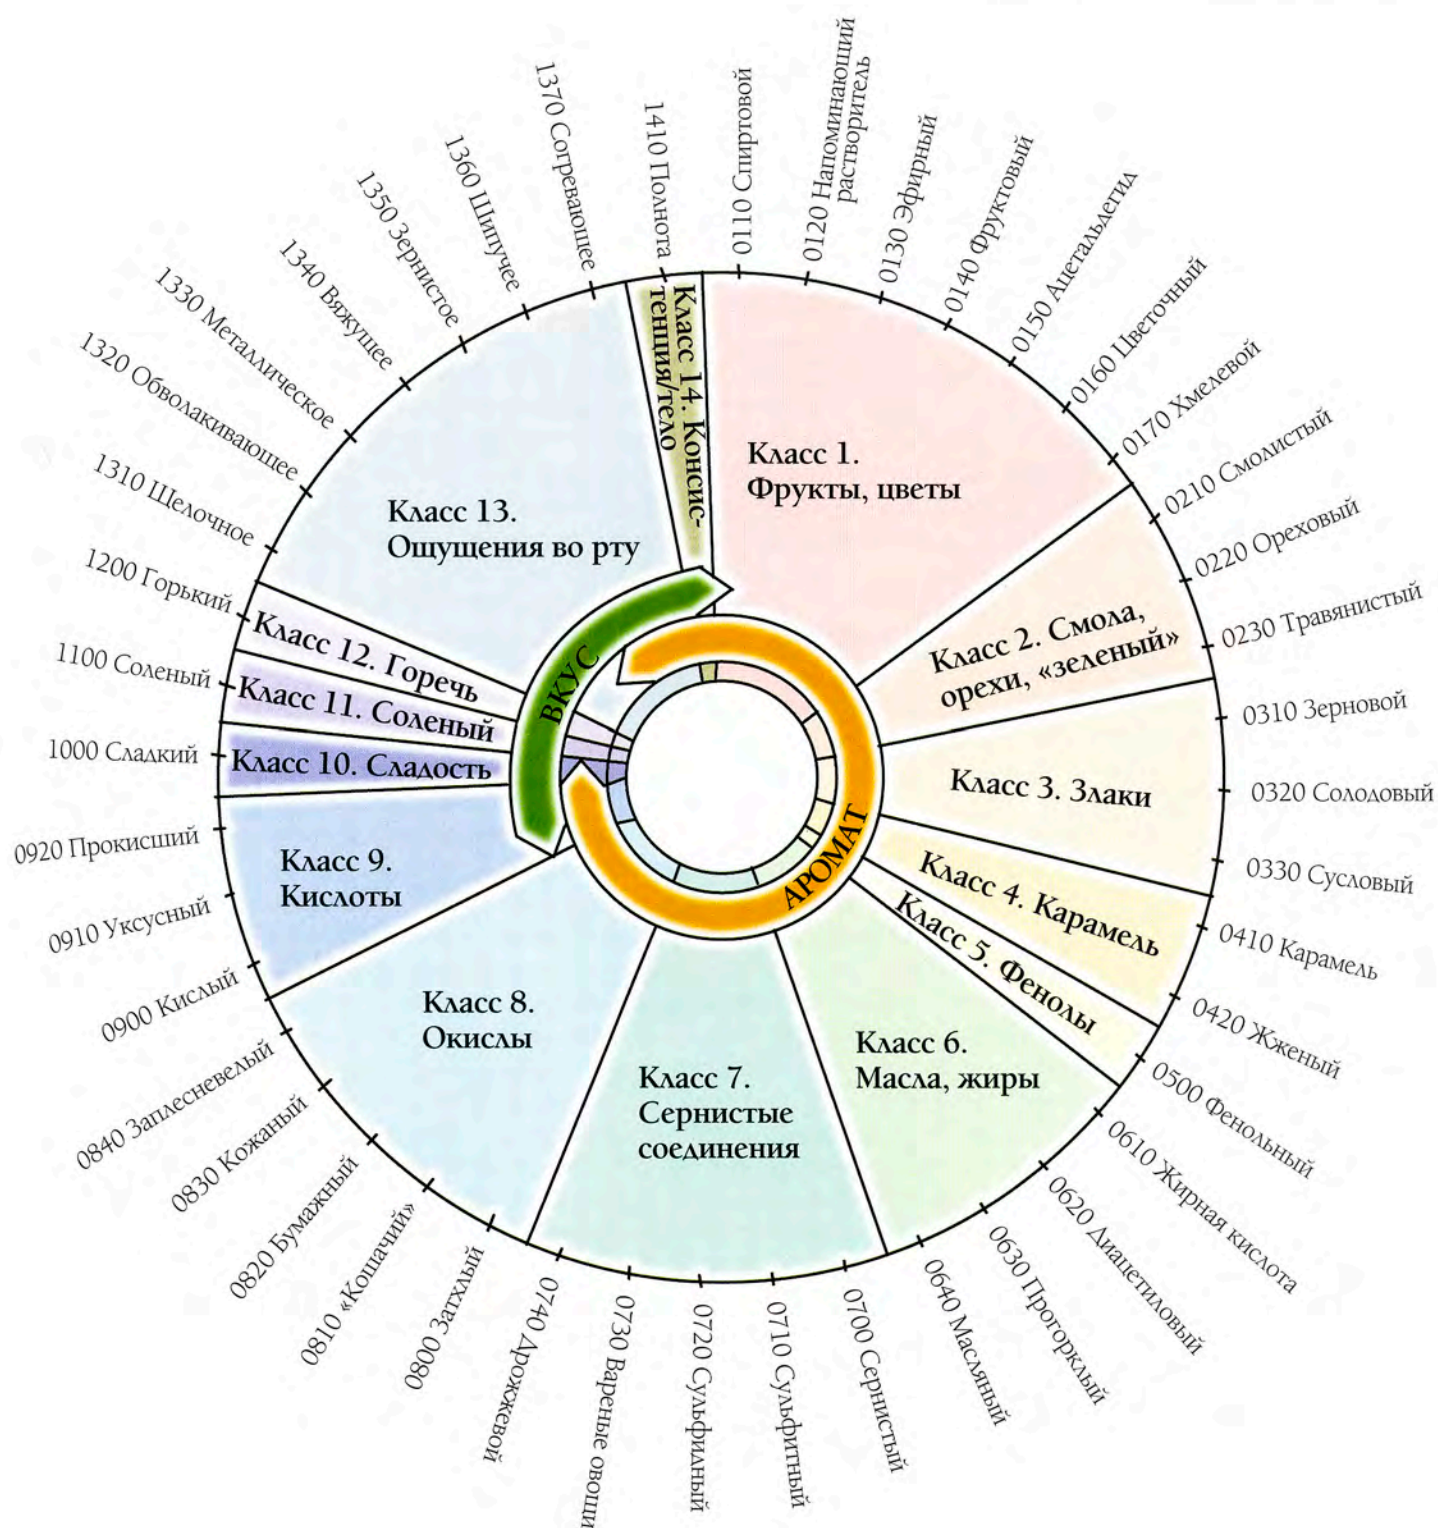 0110 Спиртовой
0120 Напоминающий
растворитель
0130 Эфирный
0140 Фруктовый
0150 Ацетальдегид
0160 Цветочный
0170 Хмелевой
0210 Смолистый
0220 Ореховый
0230 Травянистый
0310 Зерновой
0320 Солодовый
0330 Сусловый
0410 Карамель
0420 Жженый
0500 Фенольный
0610 Жирная кислота
0620 Диацетиловый
0630 Прогорклый
0640 Масляный
0700 Сернистый
0710 Сульфитный
0720 Сульфидный
0730 Вареные овощи
0740 Дрожжевой
0800 Затхлый
0810 «Кошачий»
0820 Бумажный
0830 Кожаный
0840 Заплесневелый
0900 Кислый
0910 Уксусный
0920 Прокисший
1000 Сладкий
1100 Соленый
1200 Горький
1310 Щелочное
1320 Обволакивающее
1330 Металлическое
1340 Вяжущее
1350 Зернистое
1360 Шипучее
1370 Согревающее
1410 Полнота
Класс 1.
Фрукты, цветы
Класс 2. Смола,
орехи, «зеленый»
Класс 3. Злаки
Класс 4. Карамель
Класс 5. Фенолы
Класс 6.
Масла, жиры
Класс 7.
Сернистые
соединения
Класс 8.
Окислы
Класс 9.
Кислоты
Класс 10. Сладость
Класс 11. Соленый
Класс 12. Горечь
Класс 13.
Ощущения во рту
Класс 14. Консис-
тенция/тело
ВКУС
АРОМАТ